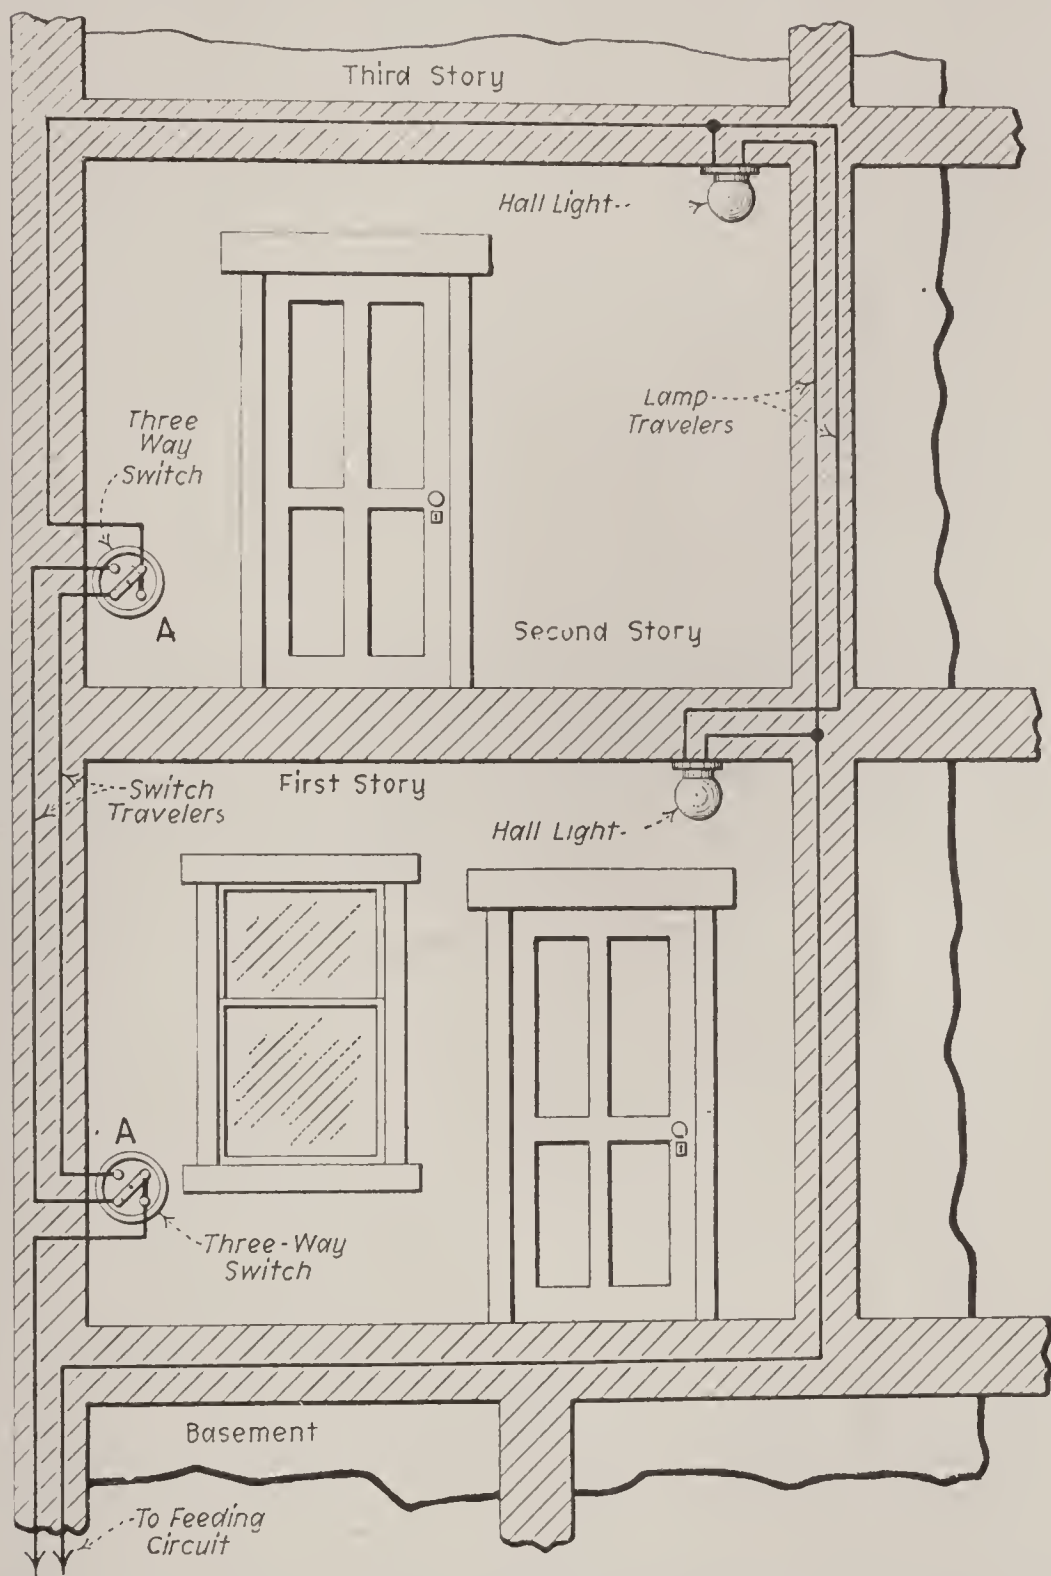 Third Story
Hall Light
Lamp
Travelers
Three
Way
Switch
A
Second Story
First Story
Switch
Travelers
Hall Light
A
Three-Way
Switch
Basement
To Feeding
Circuit